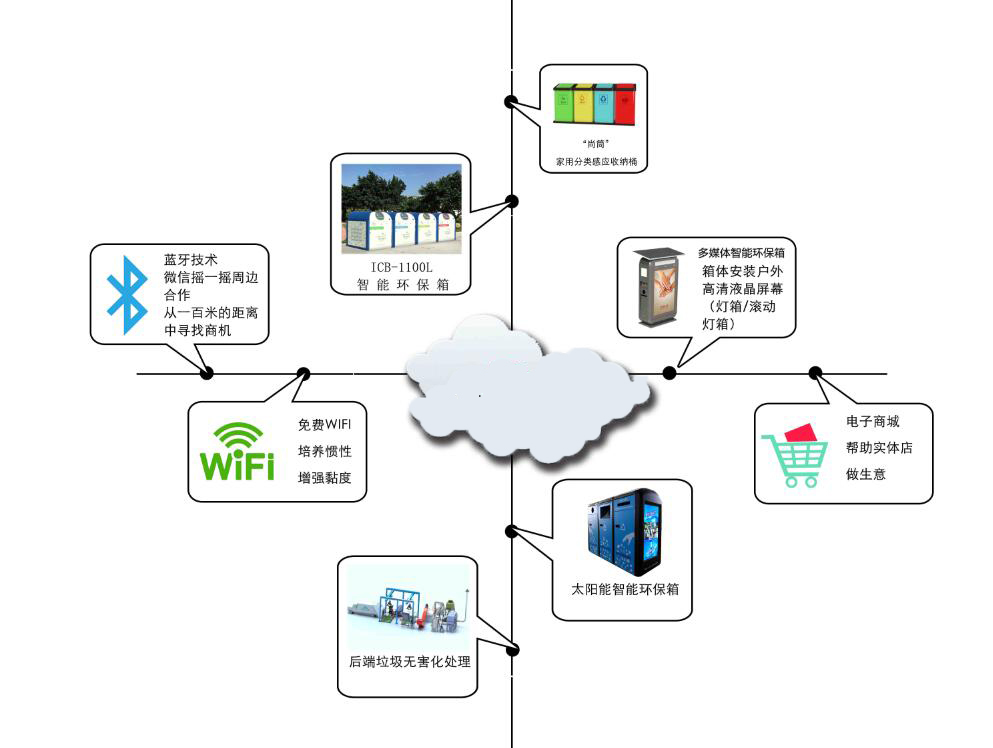 “尚筒”
家用分类感应收纳桶
ICB-1100L
智能环保箱
蓝牙技术
微信摇一摇周边
合作
从一百米的距离
中寻找商机
多媒体智能环保箱
箱体安装户外
高清液晶屏幕
（灯箱/滚动
灯箱）
WiFi
免费WIFI
培养惯性
增强黏度
电子商城
帮助实体店
做生意
太阳能智能环保箱
后端垃圾无害化处理